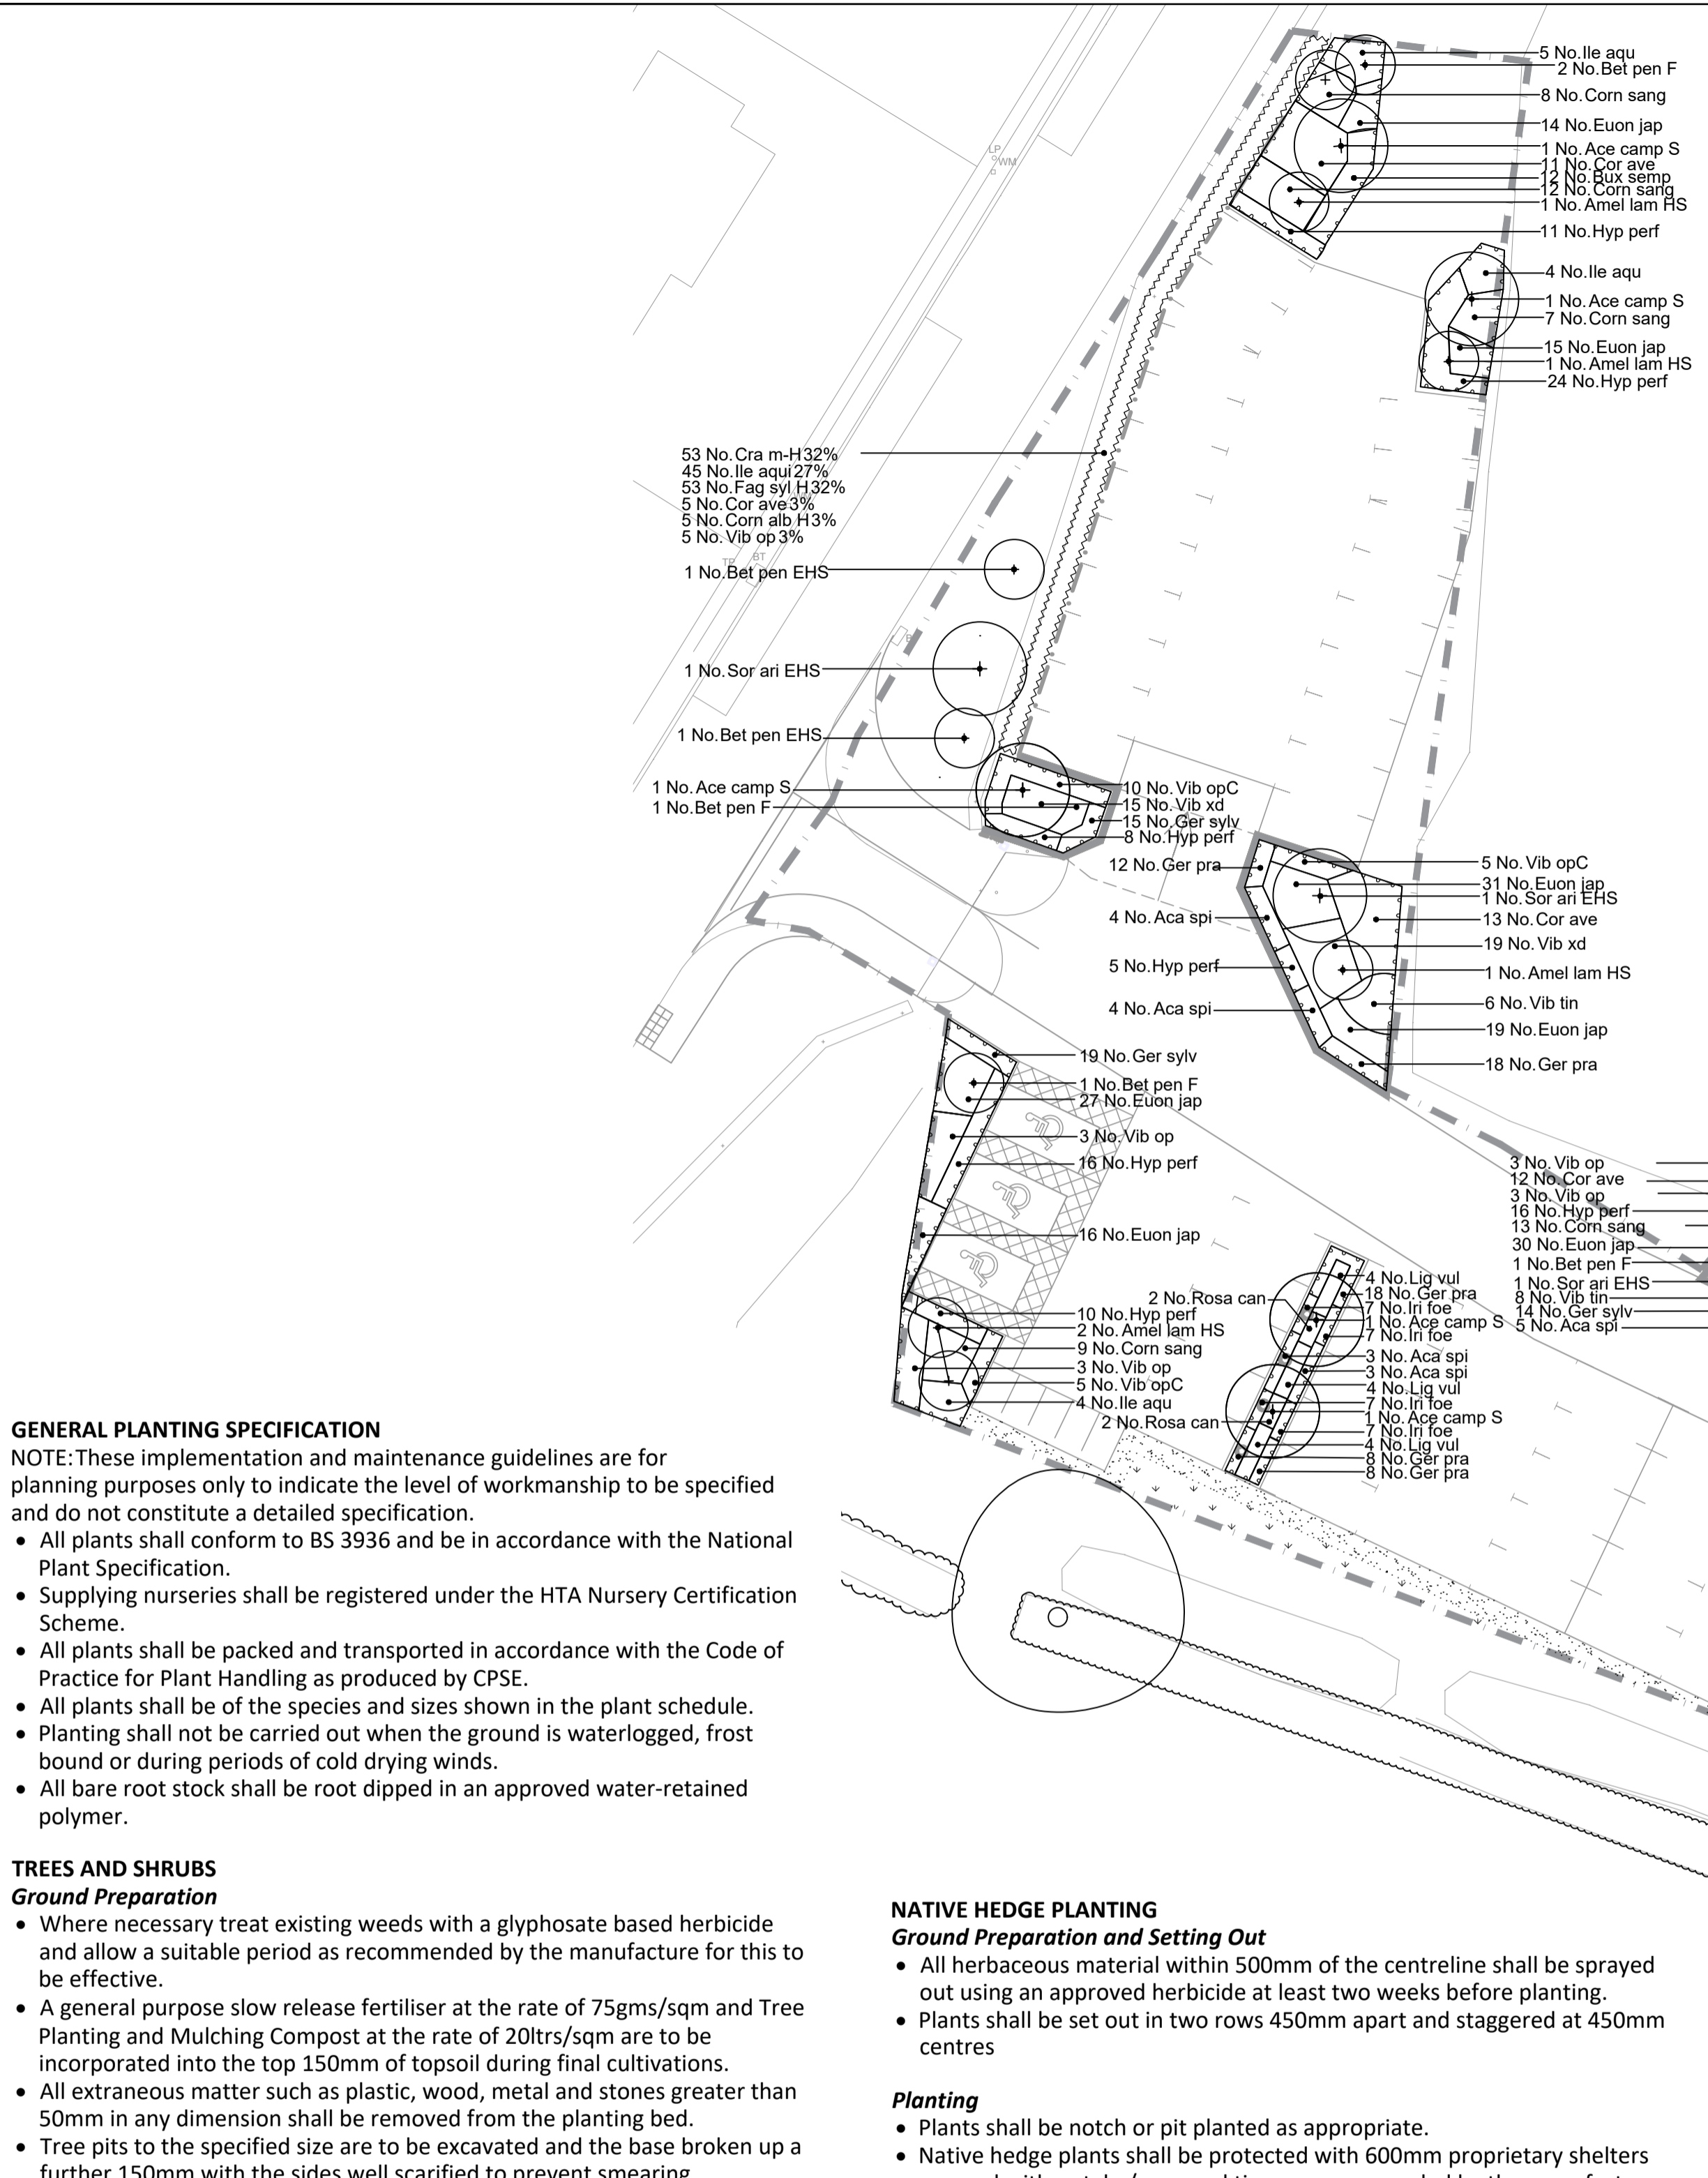 5 No.Ile aqu
2 No.Bet pen F
8 No.Corn sang
14 No.Euon jap
1 No.Ace camp S
11 No.Cor ave
12 No.Bux semp
12 No.Corn sang
1 No.Amel lam HS
11 No.Hyp perf
LP
WM
4 No.Ile aqu
1 No.Ace camp S
7 No.Corn sang
15 No.Euon jap
1 No.Amel lam HS
24 No.Hyp perf
53 No.Cra m-H32%
45 No.Ile aqui27%
53 No.Fag syl H32%
5 No.Cor ave3%
5 No.Corn alb H3%
5 No.Vib op3%
BT
1 No.Bet pen EHS
1 No.Sor ari EHS
1 No.Bet pen EHS
1 No.Ace camp S
1 No.Bet pen F
10 No.Vib opC
15 No.Vib xd
15 No.Ger sylv
8 No.Hyp perf
12 No.Ger pra
4 No.Aca spi
5 No.Hyp perf
4 No.Aca spi
5 No.Vib opC
31 No.Euon jap
1 No.Sor ari EHS
13 No.Cor ave
19 No.Vib xd
1 No.Amel lam HS
6 No.Vib tin
19 No.Euon jap
18 No.Ger pra
19 No.Ger sylv
1 No.Bet pen F
27 No.Euon jap
3 No.Vib op
16 No.Hyp perf
16 No.Euon jap
10 No.Hyp perf
2 No.Amel lam HS
9 No.Corn sang
3 No.Vib op
5 No.Vib opC
4 No.Ile aqu
3 No.Vib op
12 No.Cor ave
3 No.Vib op
16 No.Hyp perf
13 No.Corn sang
30 No.Euon jap
1 No.Bet pen F
1 No.Sor ari EHS
8 No.Vib tin
14 No.Ger sylv
5 No.Aca spi
2 No.Rosa can
2 No.Rosa can
4 No.Lig vul
18 No.Ger pra
7 No.Iri foe
1 No.Ace camp S
7 No.Iri foe
3 No.Aca spi
3 No.Aca spi
4 No.Lig vul
7 No.Iri foe
1 No.Ace camp S
7 No.Iri foe
4 No.Lig vul
8 No.Ger pra
8 No.Ger pra
GENERAL PLANTING SPECIFICATION
NOTE:These implementation and maintenance guidelines are for
planning purposes only to indicate the level of workmanship to be specified
and do not constitute a detailed specification.
• All plants shall conform to BS 3936 and be in accordance with the National
Plant Specification.
• Supplying nurseries shall be registered under the HTA Nursery Certification
Scheme.
• All plants shall be packed and transported in accordance with the Code of
Practice for Plant Handling as produced by CPSE.
• All plants shall be of the species and sizes shown in the plant schedule.
• Planting shall not be carried out when the ground is waterlogged, frost
bound or during periods of cold drying winds.
• All bare root stock shall be root dipped in an approved water-retained
polymer.
TREES AND SHRUBS
Ground Preparation
• Where necessary treat existing weeds with a glyphosate based herbicide
and allow a suitable period as recommended by the manufacture for this to
be effective.
• A general purpose slow release fertiliser at the rate of 75gms/sqm and Tree
Planting and Mulching Compost at the rate of 20ltrs/sqm are to be
incorporated into the top 150mm of topsoil during final cultivations.
• All extraneous matter such as plastic, wood, metal and stones greater than
50mm in any dimension shall be removed from the planting bed.
• Tree pits to the specified size are to be excavated and the base broken up a
further 150mm with the sides well scarified to prevent smearing.
NATIVE HEDGE PLANTING
Ground Preparation and Setting Out
• All herbaceous material within 500mm of the centreline shall be sprayed
out using an approved herbicide at least two weeks before planting.
• Plants shall be set out in two rows 450mm apart and staggered at 450mm
centres
Planting
• Plants shall be notch or pit planted as appropriate.
• Native hedge plants shall be protected with 600mm proprietary shelters